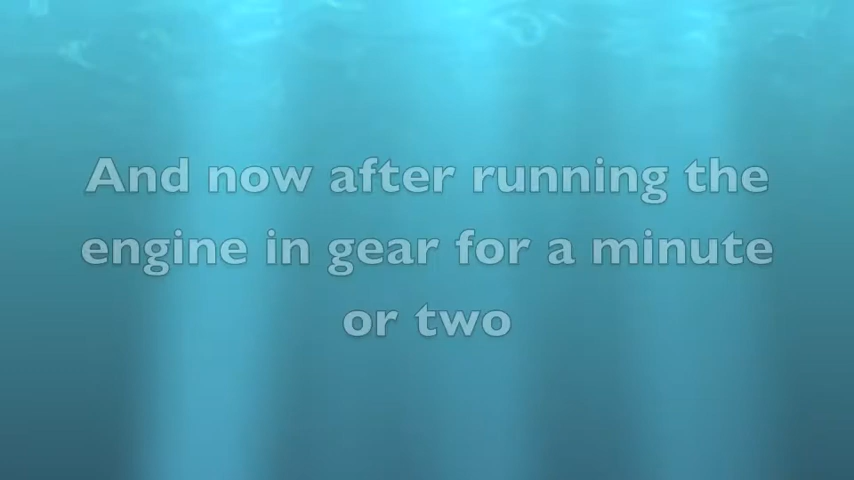 And now after running the
engine in gear for a minute
or two